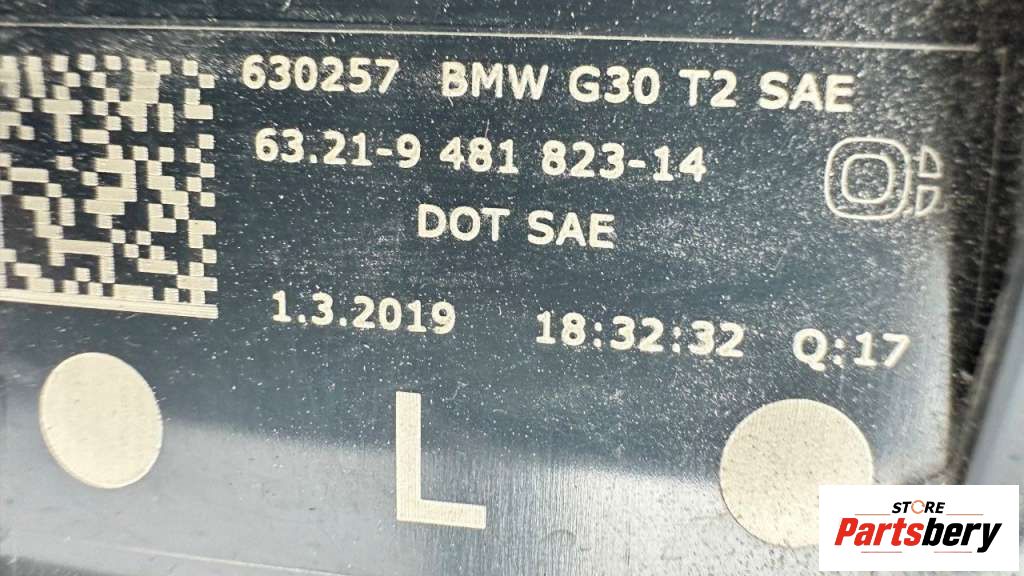 630257 BMW G30 T2 SAE
63.21-9 481 823-14
DOT SAE
1.3.2019 18:32:32 Q:17
L
STORE
Partsbery